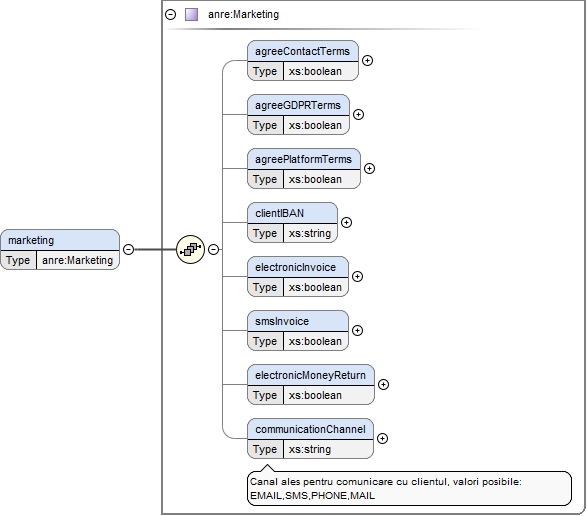 anre:Marketing
agreeContactTerms
Type xs:boolean
agreeGDPRTerms
Type xs:boolean
agreePlatformTerms
Type xs:boolean
clientIBAN
Type xs:string
marketing
Type anre:Marketing
electronicInvoice
Type xs:boolean
smsInvoice
Type xs:boolean
electronicMoneyReturn
Type xs:boolean
communicationChannel
Type xs:string
Canal ales pentru comunicare cu clientul, valori posibile:
EMAIL,SMS,PHONE,MAIL